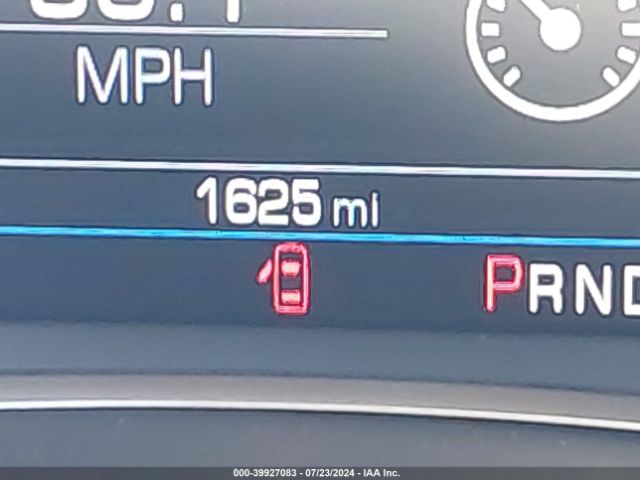 MPH
1625 mi
PRND
000-39927083 - 07/23/2024 - IAA Inc.